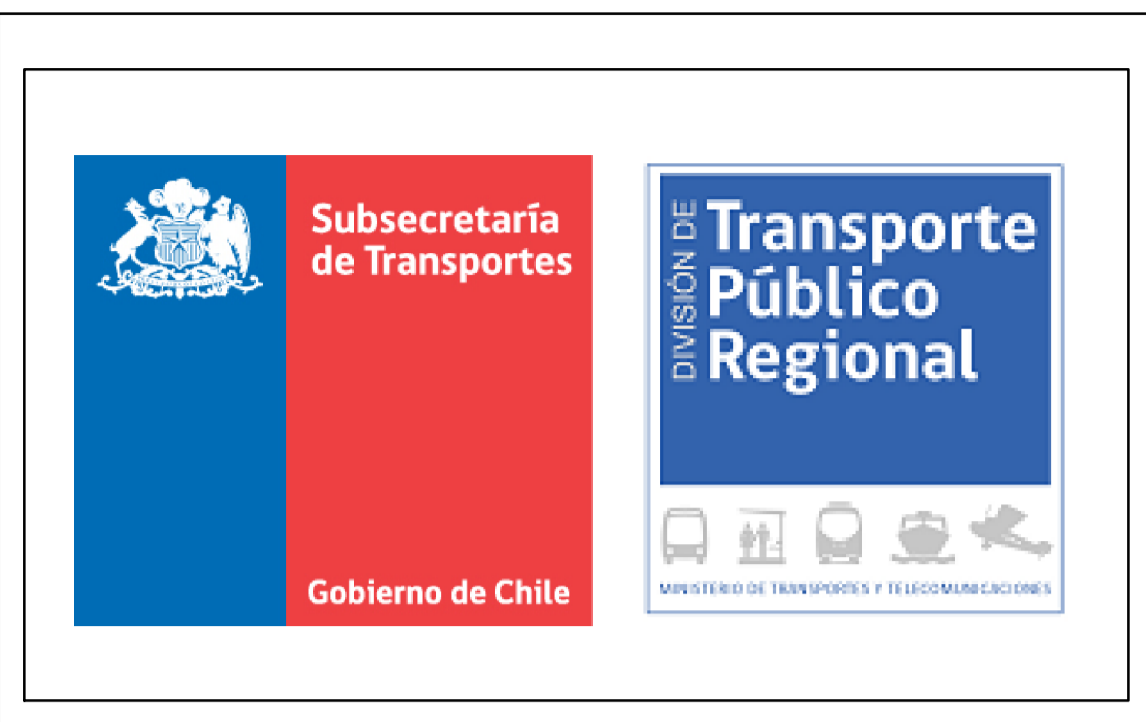 Subsecretaría
de Transportes
Gobierno de Chile
DIVISIÓN DE
Transporte
Público
Regional
MINISTERIO DE TRANSPORTES Y TELECOMUNICACIONES